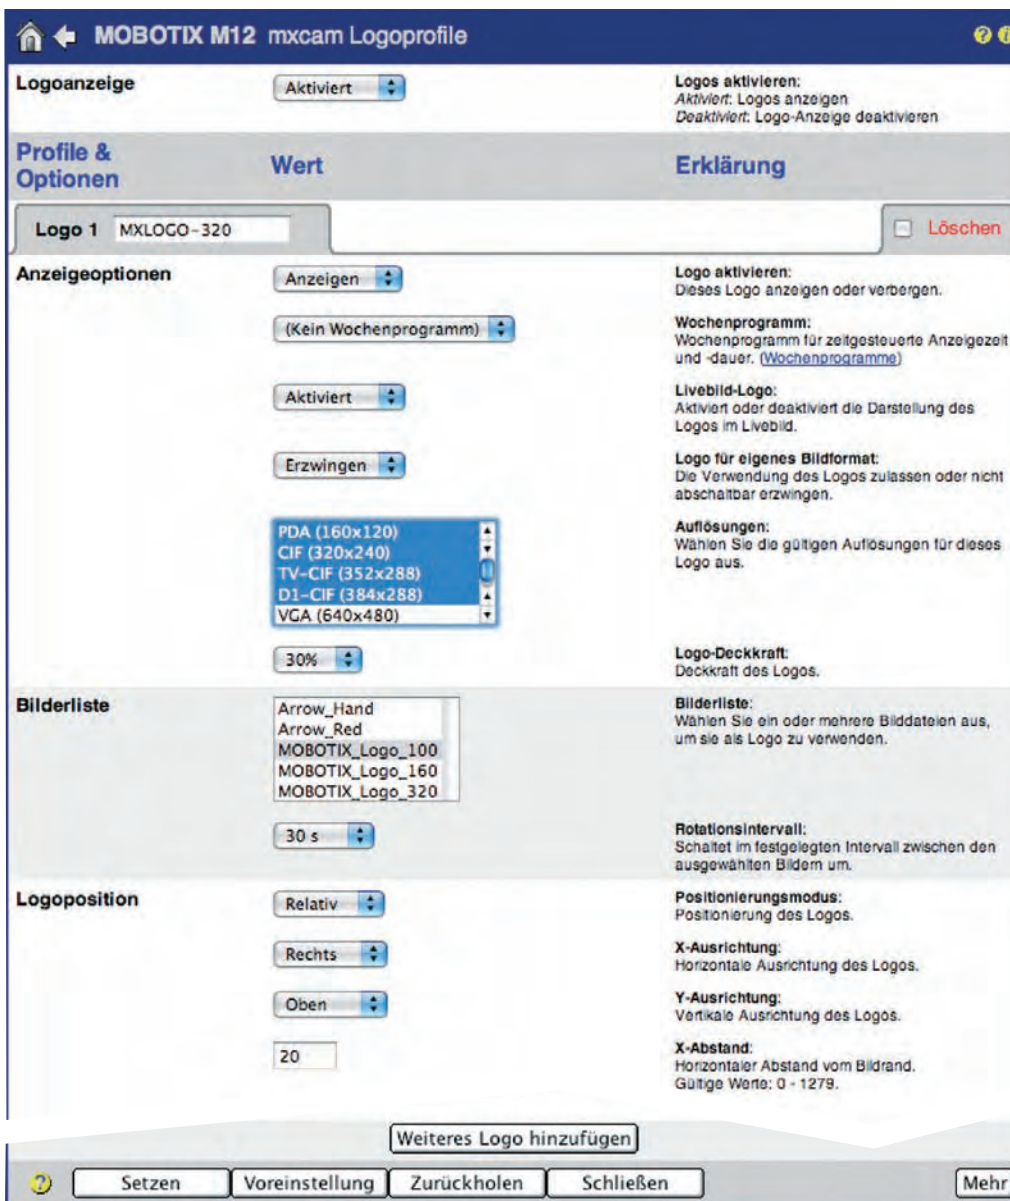 MOBOTIX M12 mxcam Logoprofile
Logoanzeige
Aktiviert
Logos aktivieren:
Aktiviert: Logos anzeigen
Deaktiviert: Logo-Anzeige deaktivieren
Profile &
Optionen
Wert
Erklärung
Logo 1 MXLOGO-320
Löschen
Anzeigeoptionen
Anzeigen
Logo aktivieren:
Dieses Logo anzeigen oder verbergen.
(Kein Wochenprogramm)
Wochenprogramm:
Wochenprogramm für zeitgesteuerte Anzeigezeit
und -dauer. (Wochenprogramme)
Aktiviert
Livebild-Logo:
Aktiviert oder deaktiviert die Darstellung des
Logos im Livebild.
Erzwingen
Logo für eigenes Bildformat:
Die Verwendung des Logos zulassen oder nicht
abschaltbar erzwingen.
PDA (160x120)
CIF (320x240)
TV-CIF (352x288)
D1-CIF (384x288)
VGA (640x480)
Auflösungen:
Wählen Sie die gültigen Auflösungen für dieses
Logo aus.
30%
Logo-Deckkraft:
Deckkraft des Logos.
Bilderliste
Arrow_Hand
Arrow_Red
MOBOTIX_Logo_100
MOBOTIX_Logo_160
MOBOTIX_Logo_320
Bilderliste:
Wählen Sie ein oder mehrere Bilddateien aus,
um sie als Logo zu verwenden.
30 s
Rotationsintervall:
Schaltet im festgelegten Intervall zwischen den
ausgewählten Bildern um.
Logoposition
Relativ
Positionierungsmodus:
Positionierung des Logos.
Rechts
X-Ausrichtung:
Horizontale Ausrichtung des Logos.
Oben
Y-Ausrichtung:
Vertikale Ausrichtung des Logos.
20
X-Abstand:
Horizontaler Abstand vom Bildrand.
Gültige Werte: 0 - 1279.
Weiteres Logo hinzufügen
? Setzen Voreinstellung Zurückholen Schließen Mehr